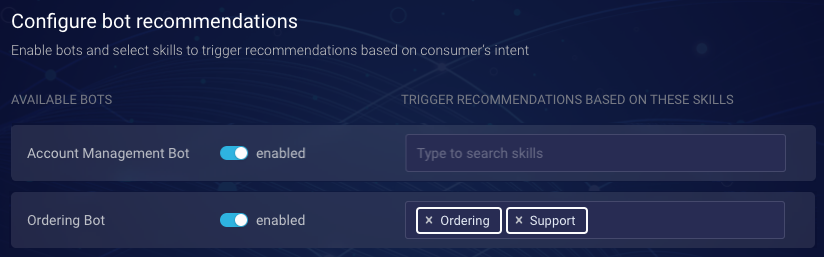 Configure bot recommendations
Enable bots and select skills to trigger recommendations based on consumer's intent
AVAILABLE BOTS TRIGGER RECOMMENDATIONS BASED ON THESE SKILLS
Account Management Bot enabled Type to search skills
Ordering Bot enabled × Ordering × Support